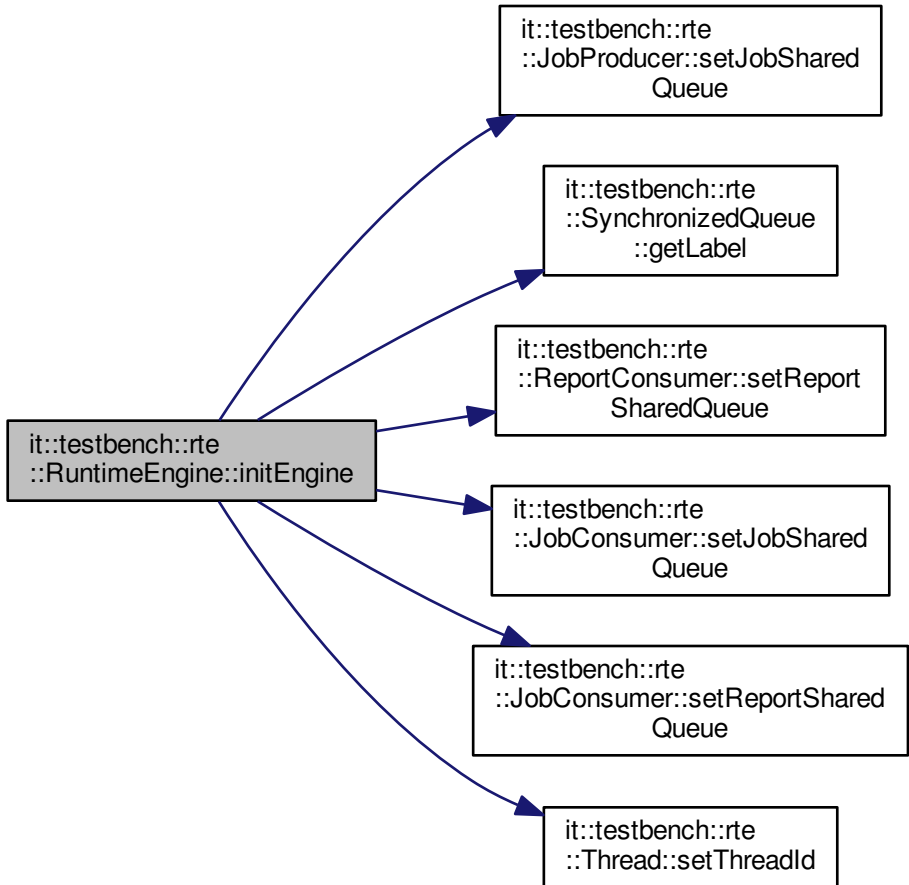 it::testbench::rte
::JobProducer::setJobShared
Queue
it::testbench::rte
::SynchronizedQueue
::getLabel
it::testbench::rte
::ReportConsumer::setReport
SharedQueue
it::testbench::rte
::RuntimeEngine::initEngine
it::testbench::rte
::JobConsumer::setJobShared
Queue
it::testbench::rte
::JobConsumer::setReportShared
Queue
it::testbench::rte
::Thread::setThreadId